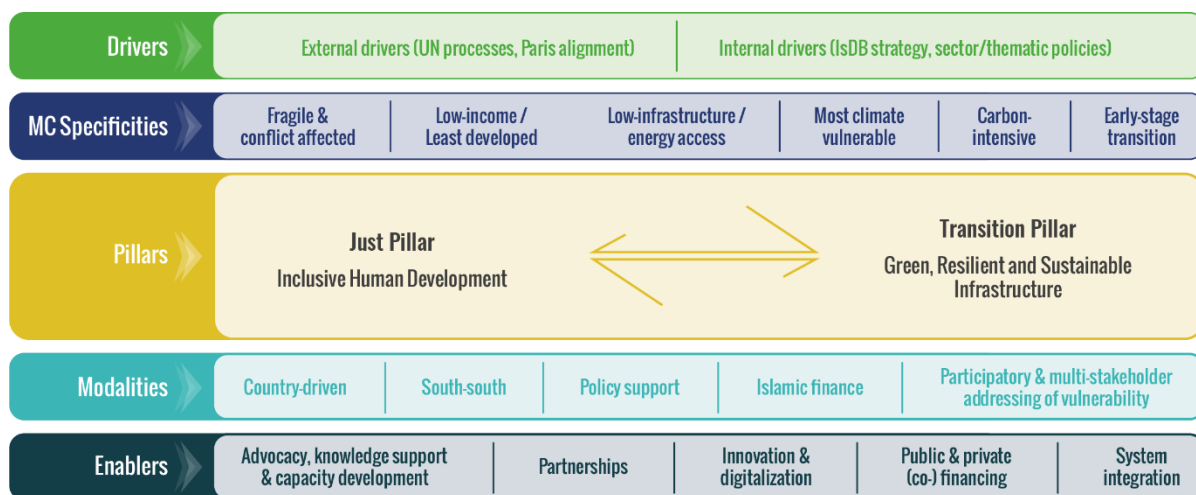 Drivers
External drivers (UN processes, Paris alignment)
Internal drivers (IsDB strategy, sector/thematic policies)
MC Specificities
Fragile &
conflict affected
Low-income /
Least developed
Low-infrastructure /
energy access
Most climate
vulnerable
Carbon-
intensive
Early-stage
transition
Pillars
Just Pillar
Inclusive Human Development
Transition Pillar
Green, Resilient and Sustainable
Infrastructure
Modalities
Country-driven
South-south
Policy support
Islamic finance
Participatory & multi-stakeholder
addressing of vulnerability
Enablers
Advocacy, knowledge support
& capacity development
Partnerships
Innovation &
digitalization
Public & private
(co-) financing
System
integration